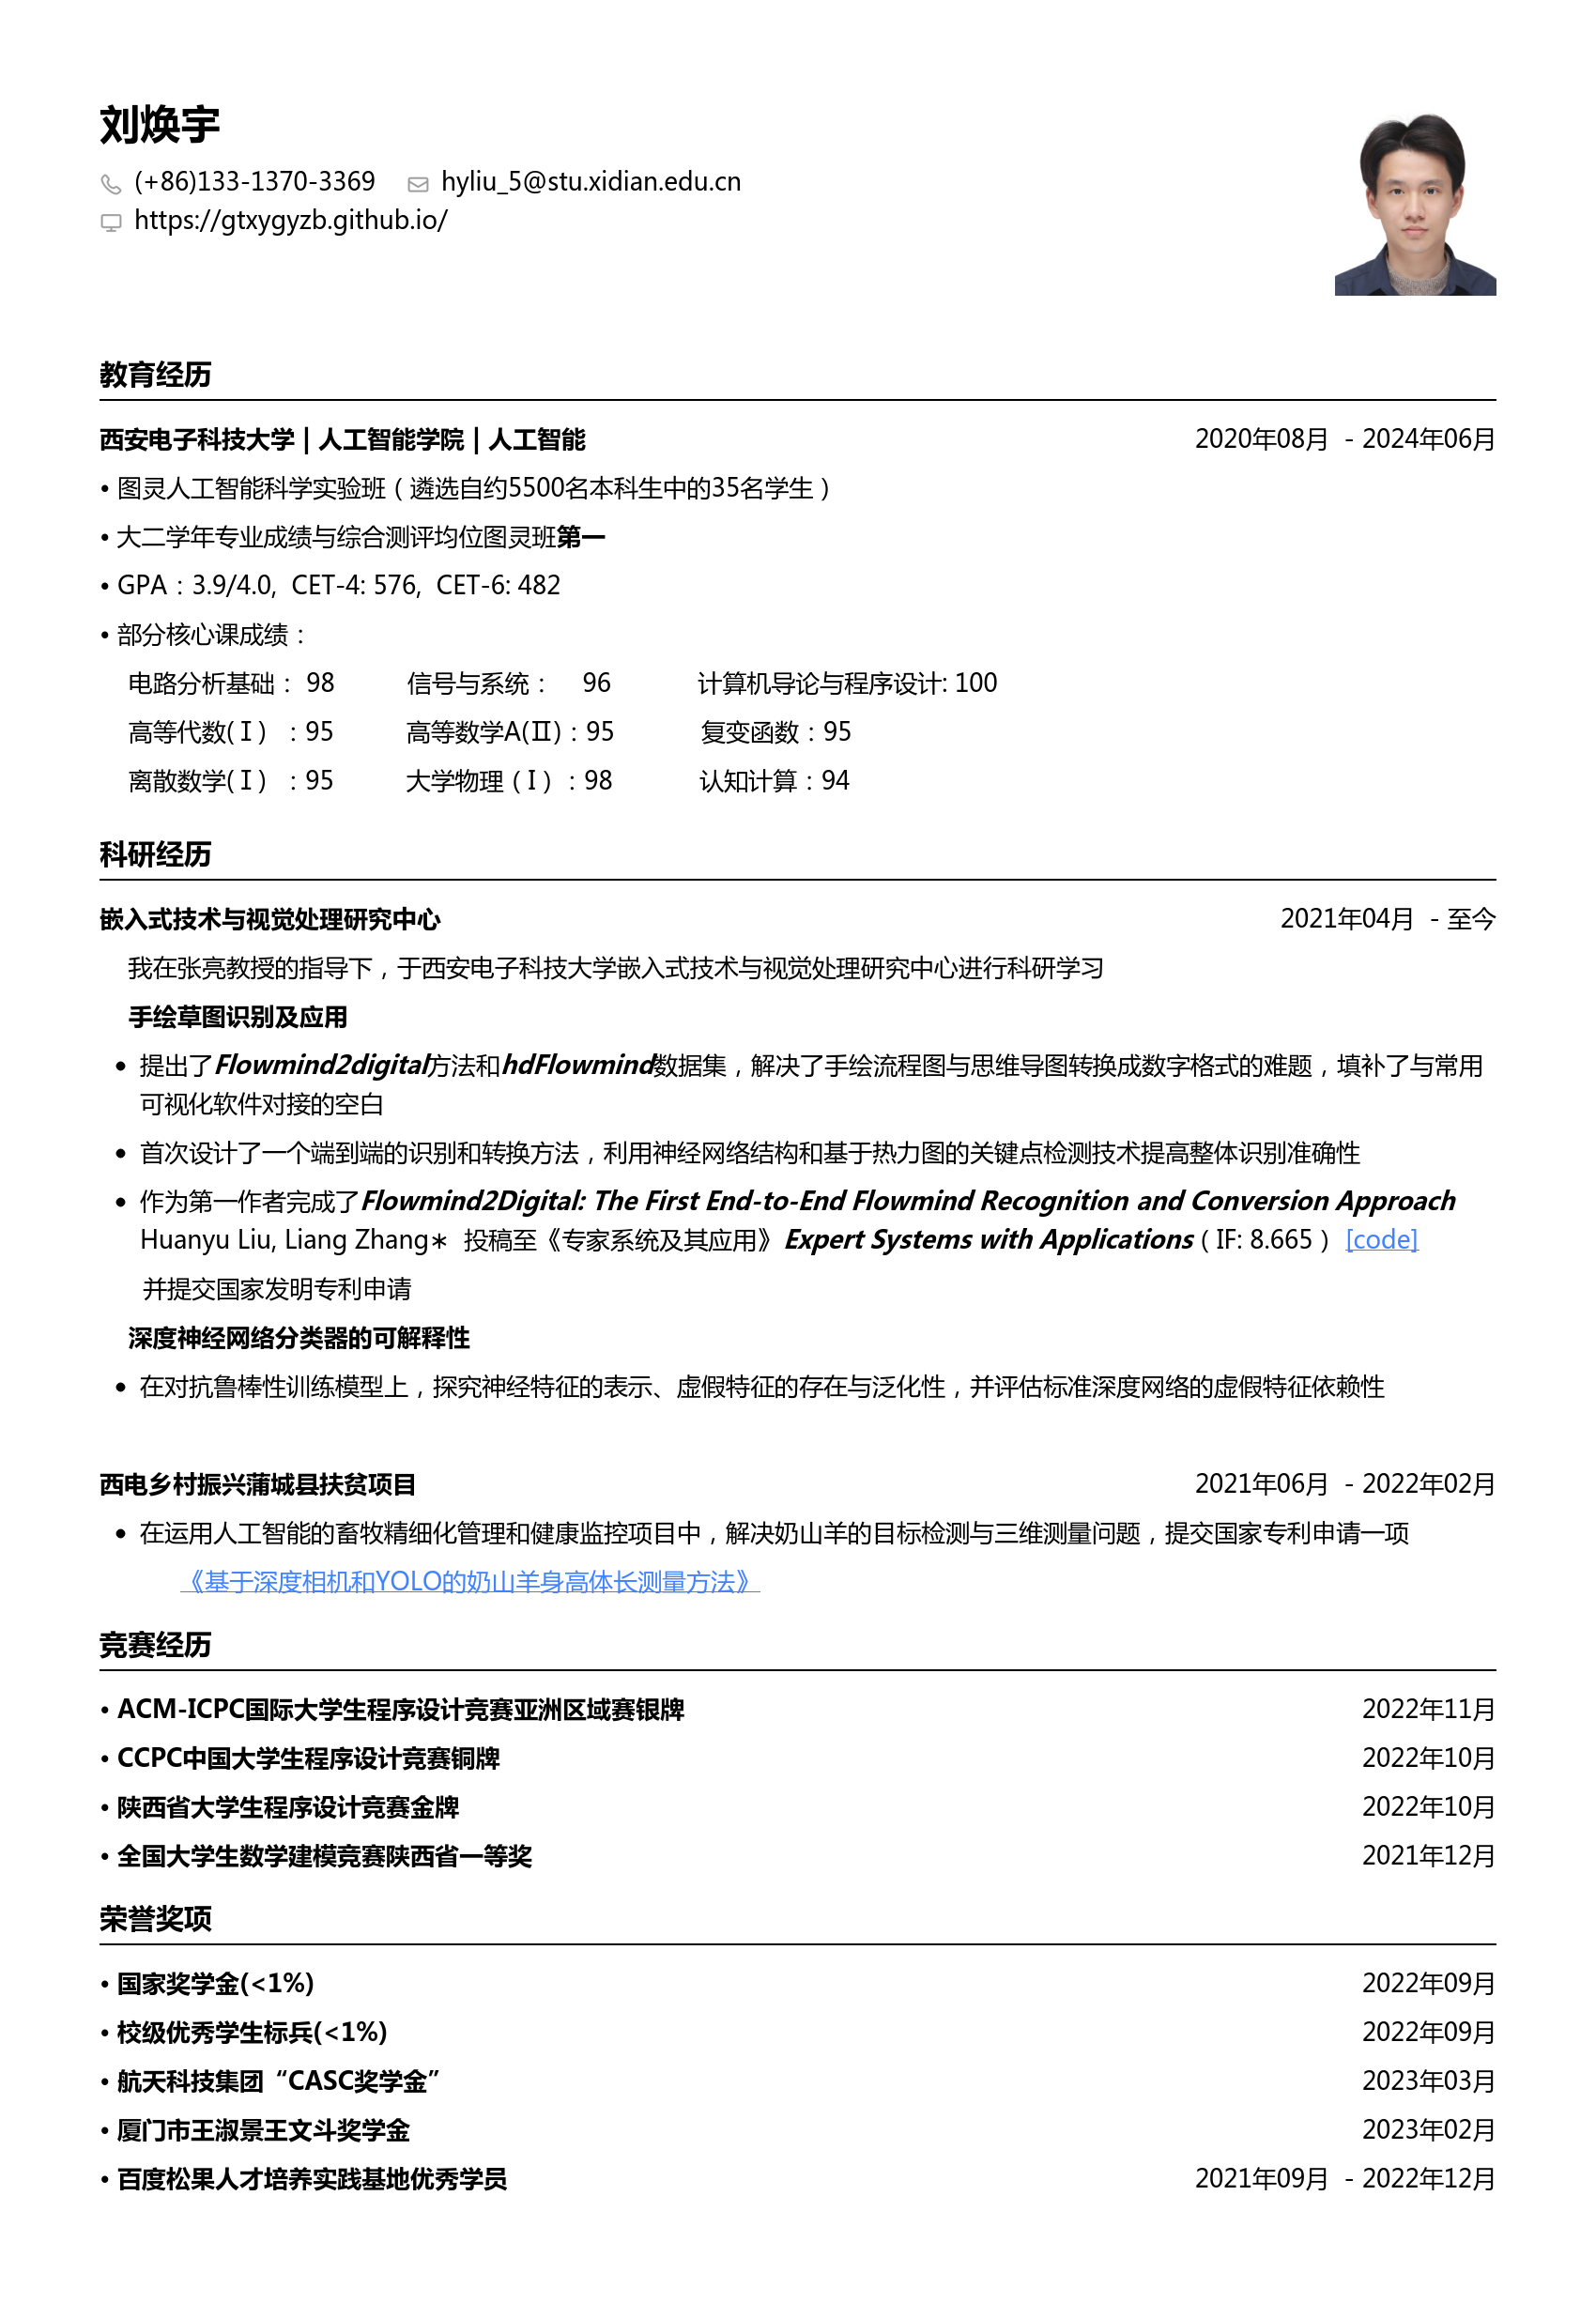 刘焕宇
(+86)133-1370-3369 hyliu_5@stu.xidian.edu.cn
https://gtxygyzb.github.io/
教育经历
西安电子科技大学 | 人工智能学院 | 人工智能 2020年08月 - 2024年06月
• 图灵人工智能科学实验班（遴选自约5500名本科生中的35名学生）
• 大二学年专业成绩与综合测评均位图灵班第一
• GPA：3.9/4.0, CET-4: 576, CET-6: 482
• 部分核心课成绩：
电路分析基础： 98 信号与系统： 96 计算机导论与程序设计: 100
高等代数(Ⅰ) ：95 高等数学A(Ⅱ)：95 复变函数：95
离散数学(Ⅰ) ：95 大学物理（Ⅰ）：98 认知计算：94
科研经历
嵌入式技术与视觉处理研究中心 2021年04月 - 至今
我在张亮教授的指导下，于西安电子科技大学嵌入式技术与视觉处理研究中心进行科研学习
手绘草图识别及应用
• 提出了Flowmind2digital方法和hdFlowmind数据集，解决了手绘流程图与思维导图转换成数字格式的难题，填补了与常用
可视化软件对接的空白
• 首次设计了一个端到端的识别和转换方法，利用神经网络结构和基于热力图的关键点检测技术提高整体识别准确性
• 作为第一作者完成了Flowmind2Digital: The First End-to-End Flowmind Recognition and Conversion Approach
Huanyu Liu, Liang Zhang∗ 投稿至《专家系统及其应用》Expert Systems with Applications（IF: 8.665） [code]
并提交国家发明专利申请
深度神经网络分类器的可解释性
• 在对抗鲁棒性训练模型上，探究神经特征的表示、虚假特征的存在与泛化性，并评估标准深度网络的虚假特征依赖性
西电乡村振兴蒲城县扶贫项目 2021年06月 - 2022年02月
• 在运用人工智能的畜牧精细化管理和健康监控项目中，解决奶山羊的目标检测与三维测量问题，提交国家专利申请一项
《基于深度相机和YOLO的奶山羊身高体长测量方法》
竞赛经历
• ACM-ICPC国际大学生程序设计竞赛亚洲区域赛银牌 2022年11月
• CCPC中国大学生程序设计竞赛铜牌 2022年10月
• 陕西省大学生程序设计竞赛金牌 2022年10月
• 全国大学生数学建模竞赛陕西省一等奖 2021年12月
荣誉奖项
• 国家奖学金(<1%) 2022年09月
• 校级优秀学生标兵(<1%) 2022年09月
• 航天科技集团“CASC奖学金” 2023年03月
• 厦门市王淑景王文斗奖学金 2023年02月
• 百度松果人才培养实践基地优秀学员 2021年09月 - 2022年12月